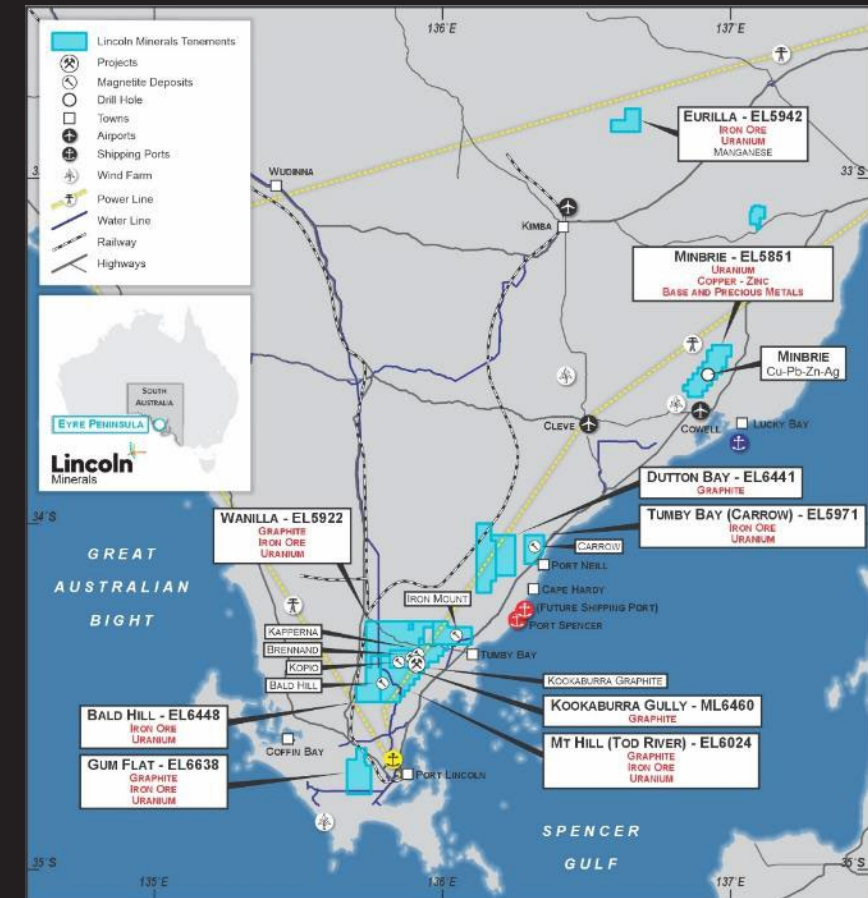 136°E
137°E
Lincoln Minerals Tenements
Projects
Magnetite Deposits
Drill Hole
Towns
Airports
Shipping Ports
Wind Farm
Power Line
Water Line
Railway
Highways
EURILLA - EL5942
IRON ORE
URANIUM
MANGANESE
33°S
33°S
WUDINNA
KIMBA
MINBRIE - EL5851
URANIUM
COPPER - ZINC
BASE AND PRECIOUS METALS
MINBRIE
Cu-Pb-Zn-Ag
SOUTH
AUSTRALIA
EYRE PENINSULA
Lincoln
Minerals
CLEVE
COWELL
LUCKY BAY
DUTTON BAY - EL6441
GRAPHITE
34°S
TUMBY BAY (CARROW) - EL5971
IRON ORE
URANIUM
WANILLA - EL5922
GRAPHITE
IRON ORE
URANIUM
CARROW
PORT NEILL
GREAT
AUSTRALIAN
BIGHT
CAPE HARDY
(FUTURE SHIPPING PORT)
PORT SPENCER
IRON MOUNT
KAPPERNA
BRENNAND
KOPIO
BALD HILL
TUMBY BAY
KOOKABURRA GRAPHITE
KOOKABURRA GULLY - ML6460
GRAPHITE
BALD HILL - EL6448
IRON ORE
URANIUM
MT HILL (TOD RIVER) - EL6024
GRAPHITE
IRON ORE
URANIUM
COFFIN BAY
GUM FLAT - EL6638
GRAPHITE
IRON ORE
URANIUM
PORT LINCOLN
SPENCER
GULF
35°S
35°S
135°E
136°E
137°E